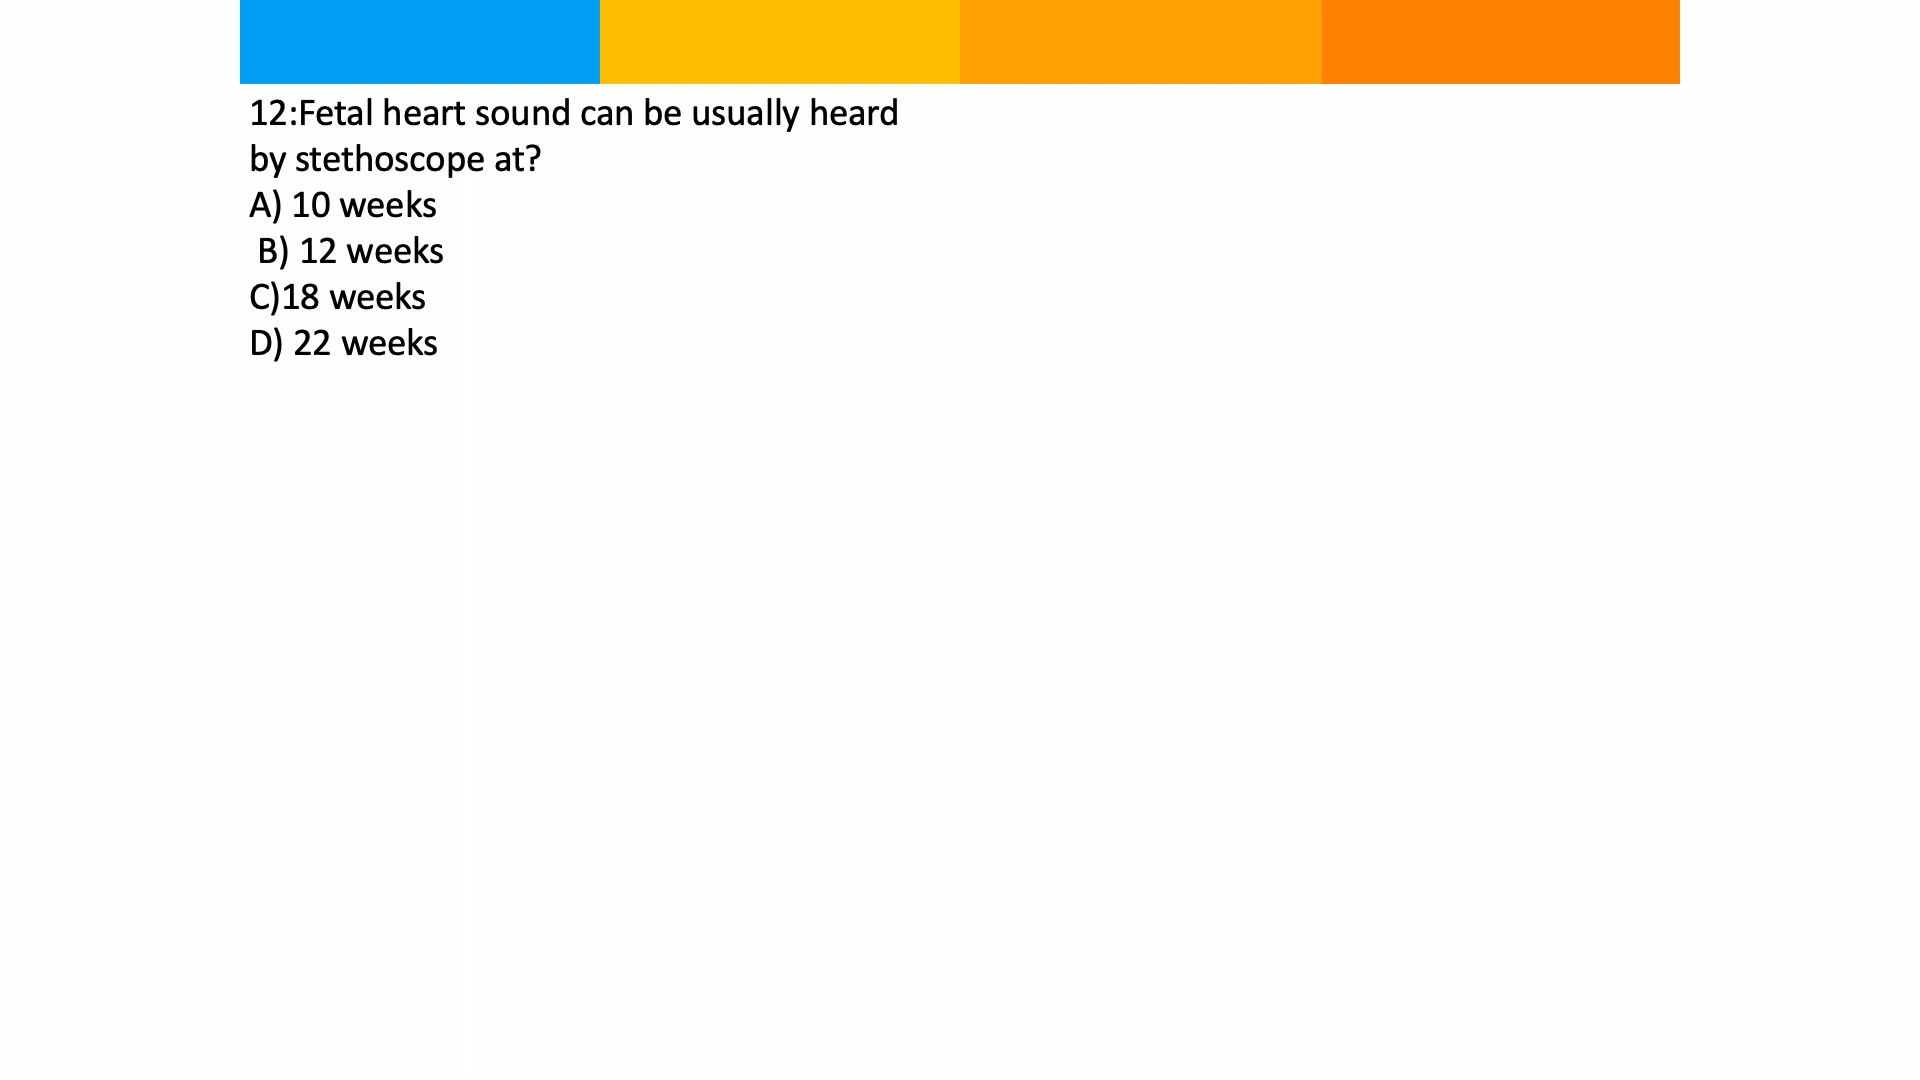 12:Fetal heart sound can be usually heard
by stethoscope at?
A) 10 weeks
B) 12 weeks
C)18 weeks
D) 22 weeks